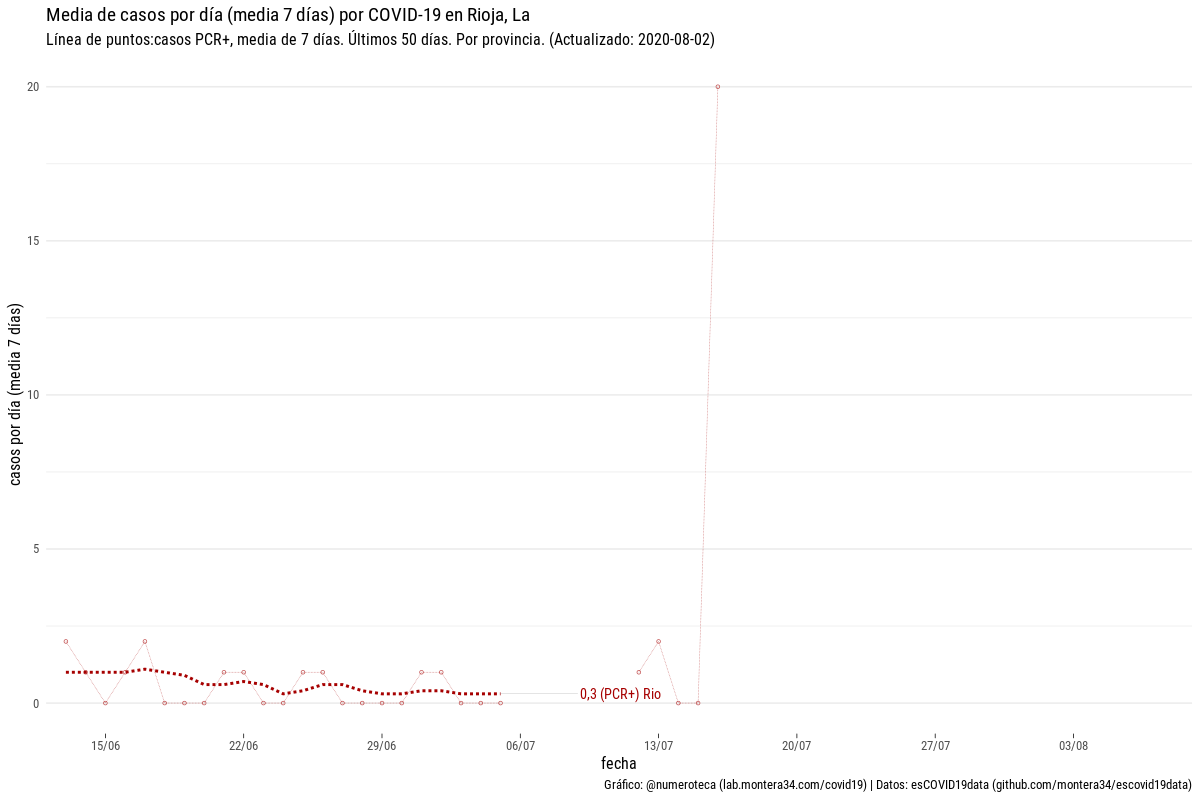 Media de casos por día (media 7 días) por COVID-19 en Rioja, La
Línea de puntos:casos PCR+, media de 7 días. Últimos 50 días. Por provincia. (Actualizado: 2020-08-02)
casos por día (media 7 días)
20
15
10
5
0
0,3 (PCR+) Rio
15/06
22/06
29/06
06/07
13/07
20/07
27/07
03/08
fecha
Gráfico: @numeroteca (lab.montera34.com/covid19) | Datos: esCOVID19data (github.com/montera34/escovid19data)